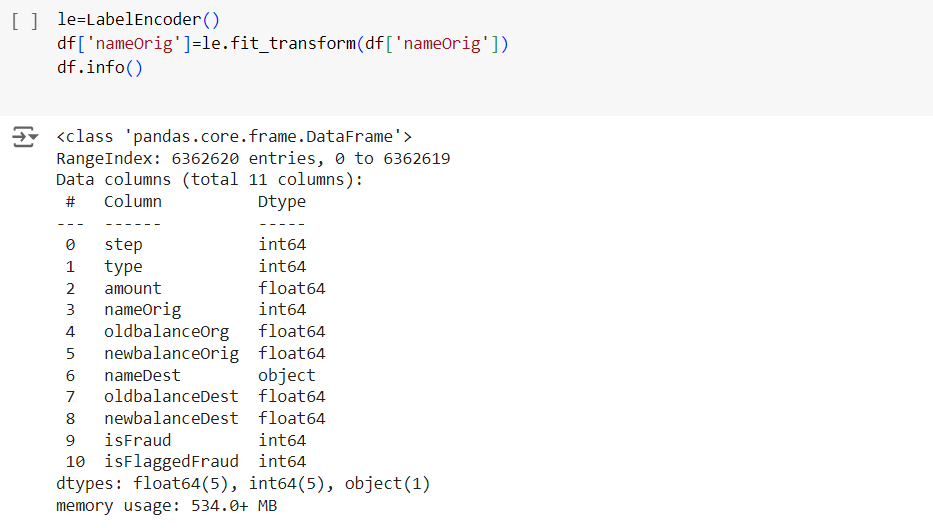 [ ] le=LabelEncoder()
df['nameOrig']=le.fit_transform(df['nameOrig'])
df.info()
<class 'pandas.core.frame.DataFrame'>
RangeIndex: 6362620 entries, 0 to 6362619
Data columns (total 11 columns):
 #   Column          Dtype
---  ------          -----
 0   step            int64
 1   type            int64
 2   amount          float64
 3   nameOrig        int64
 4   oldbalanceOrg   float64
 5   newbalanceOrig  float64
 6   nameDest        object
 7   oldbalanceDest  float64
 8   newbalanceDest  float64
 9   isFraud         int64
 10  isFlaggedFraud  int64
dtypes: float64(5), int64(5), object(1)
memory usage: 534.0+ MB